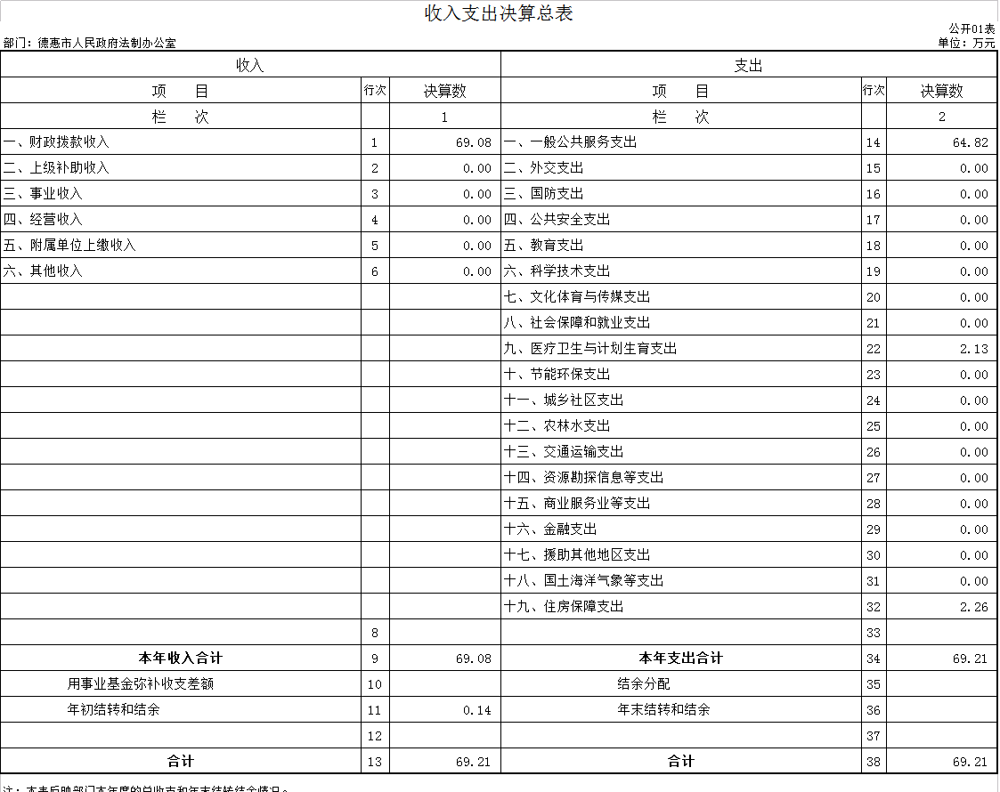 收入支出决算总表
公开01表
部门：德惠市人民政府法制办公室 单位：万元
收入 支出
项 目 行次 决算数 项 目 行次 决算数
栏 次 1 栏 次 2
一、财政拨款收入 1 69.08 一、一般公共服务支出 14 64.82
二、上级补助收入 2 0.00 二、外交支出 15 0.00
三、事业收入 3 0.00 三、国防支出 16 0.00
四、经营收入 4 0.00 四、公共安全支出 17 0.00
五、附属单位上缴收入 5 0.00 五、教育支出 18 0.00
六、其他收入 6 0.00 六、科学技术支出 19 0.00
七、文化体育与传媒支出 20 0.00
八、社会保障和就业支出 21 0.00
九、医疗卫生与计划生育支出 22 2.13
十、节能环保支出 23 0.00
十一、城乡社区支出 24 0.00
十二、农林水支出 25 0.00
十三、交通运输支出 26 0.00
十四、资源勘探信息等支出 27 0.00
十五、商业服务业等支出 28 0.00
十六、金融支出 29 0.00
十七、援助其他地区支出 30 0.00
十八、国土海洋气象等支出 31 0.00
十九、住房保障支出 32 2.26
8 33
本年收入合计 9 69.08 本年支出合计 34 69.21
用事业基金弥补收支差额 10 结余分配 35
年初结转和结余 11 0.14 年末结转和结余 36
12 37
合计 13 69.21 合计 38 69.21
注：本表反映部门本年度的总收支和年末结转结余情况。